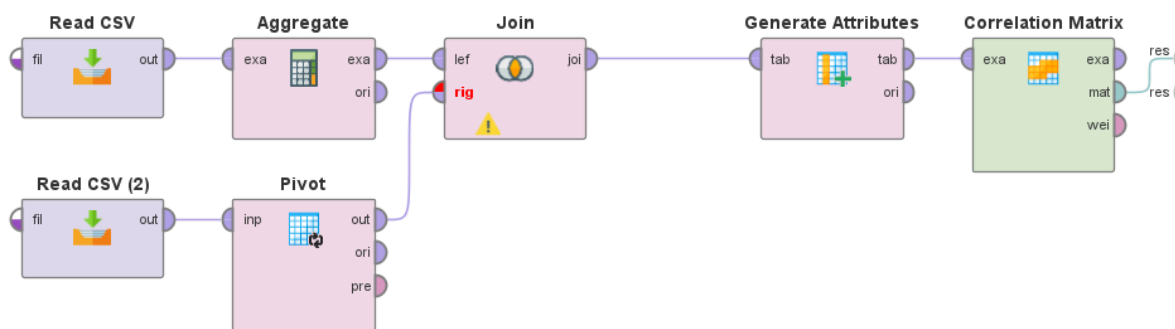 Read CSV
Aggregate
Join
Generate Attributes
Correlation Matrix
fil
out
exa
exa
ori
lef
rig
joi
tab
tab
ori
exa
exa
mat
wei
res
res
Read CSV (2)
Pivot
fil
out
inp
out
ori
pre